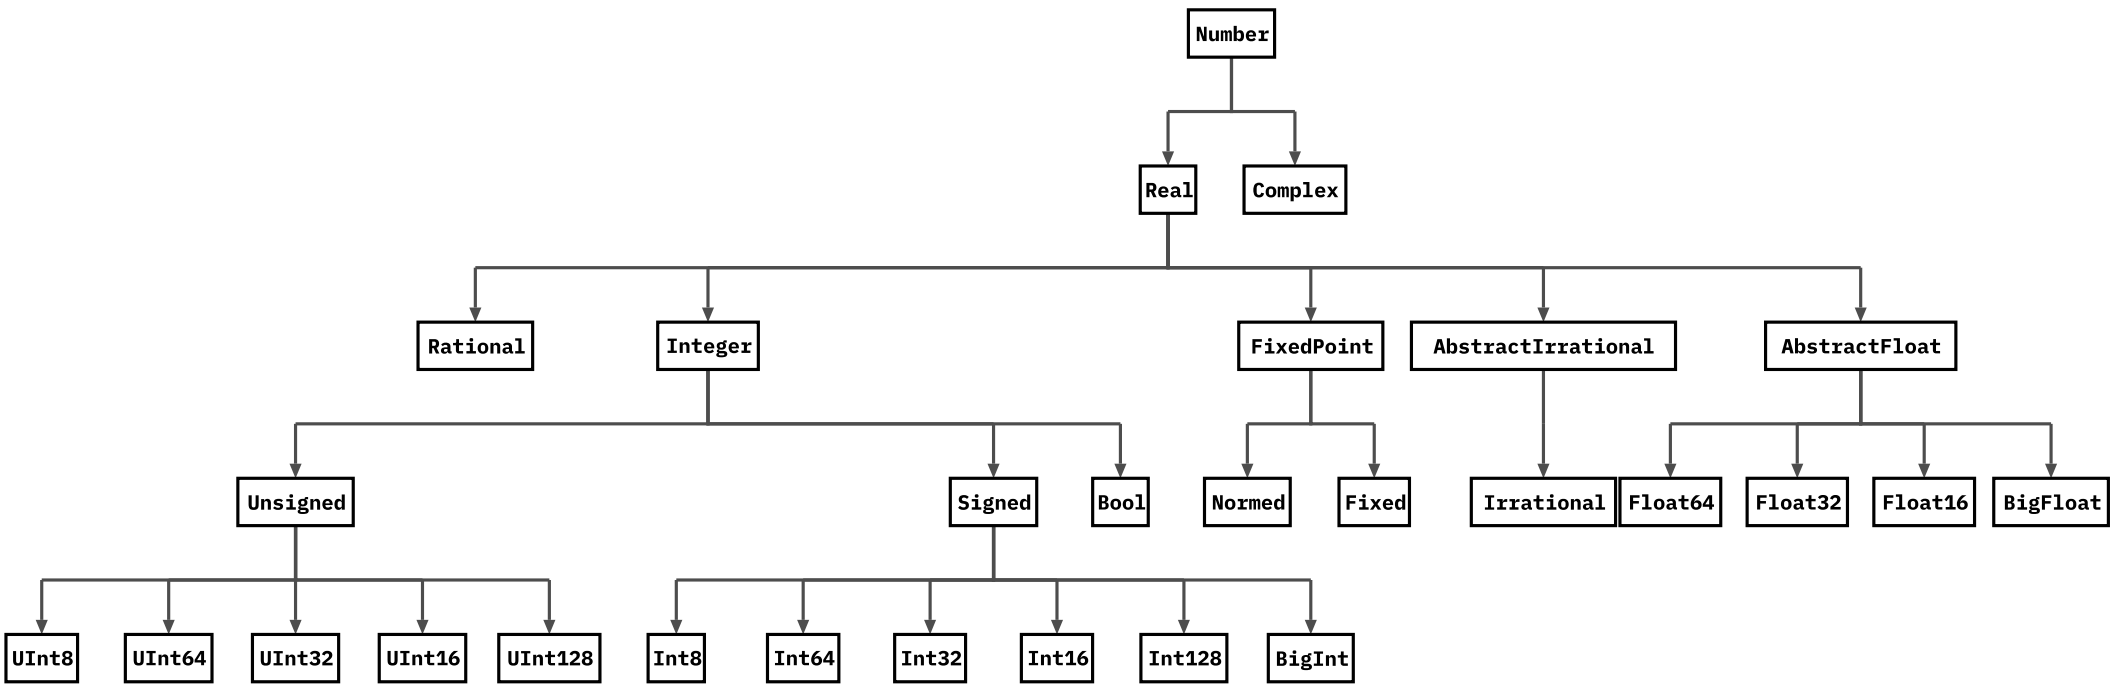 Number
Real
Complex
Rational
Integer
FixedPoint
AbstractIrrational
AbstractFloat
Unsigned
Signed
Bool
Normed
Fixed
Irrational
Float64
Float32
Float16
BigFloat
UInt8
UInt64
UInt32
UInt16
UInt128
Int8
Int64
Int32
Int16
Int128
BigInt